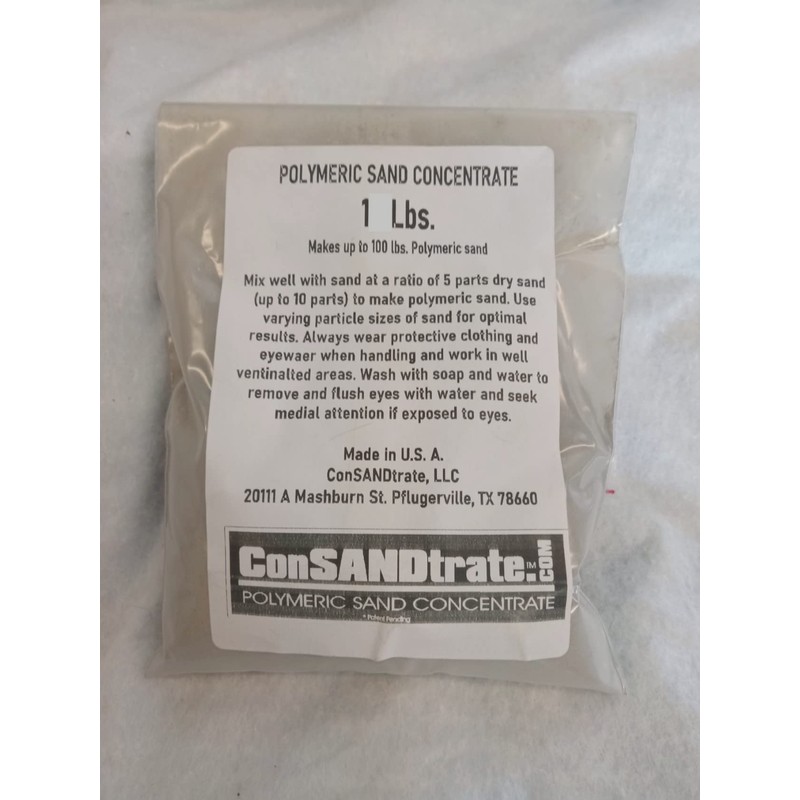 POLYMERIC SAND CONCENTRATE
1 Lbs.
Makes up to 100 lbs. Polymeric sand
Mix well with sand at a ratio of 5 parts dry sand
(up to 10 parts) to make polymeric sand. Use
varying particle sizes of sand for optimal
results. Always wear protective clothing and
eyewaer when handling and work in well
ventinalted areas. Wash with soap and water to
remove and flush eyes with water and seek
medial attention if exposed to eyes.
Made in U.S. A.
ConSANDtrate, LLC
20111 A Mashburn St. Pflugerville, TX 78660
ConSANDtrate.COM
TM
POLYMERIC SAND CONCENTRATE
* Patent Pending